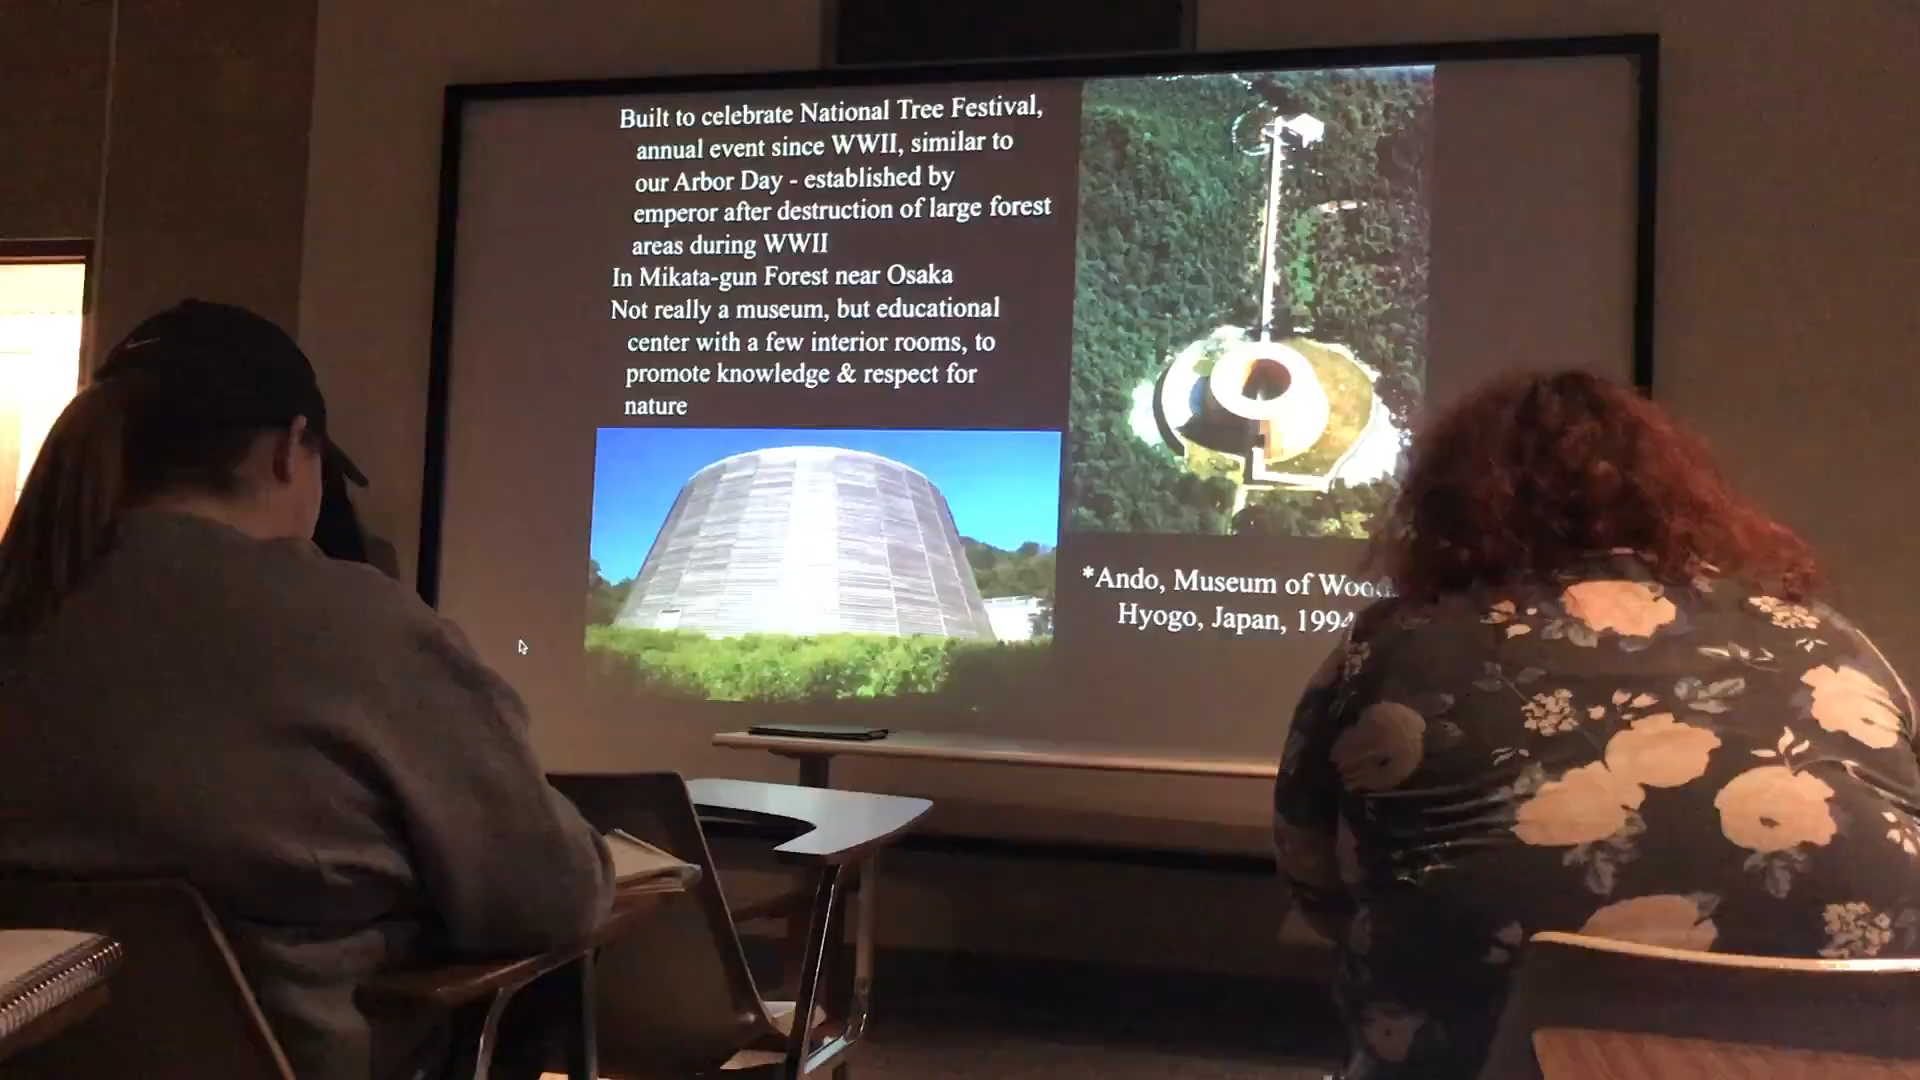 Built to celebrate National Tree Festival,
annual event since WWII, similar to
our Arbor Day - established by
emperor after destruction of large forest
areas during WWII
In Mikata-gun Forest near Osaka
Not really a museum, but educational
center with a few interior rooms, to
promote knowledge & respect for
nature
*Ando, Museum of
Hyogo, Japan, 1994